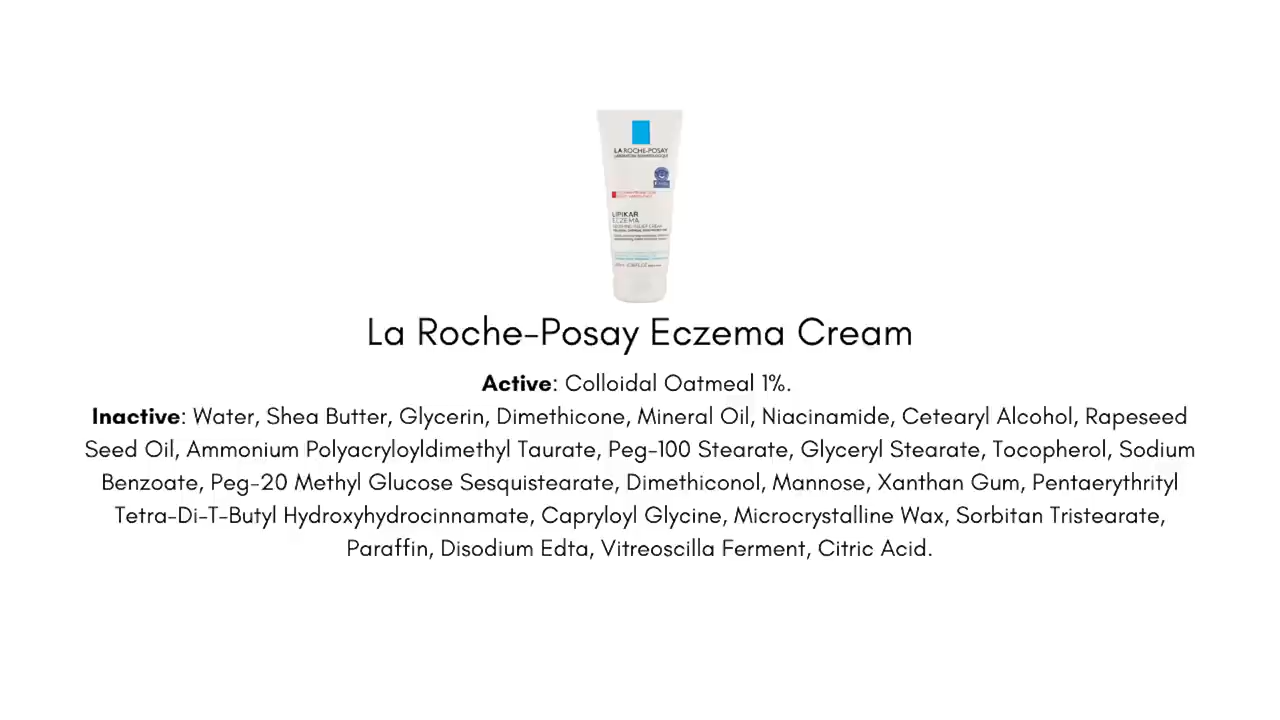 LA ROCHE-POSAY
LABORATOIRE DERMATOLOGIQUE
LIPIKAR
ECZEMA
La Roche-Posay Eczema Cream
Active: Colloidal Oatmeal 1%.
Inactive: Water, Shea Butter, Glycerin, Dimethicone, Mineral Oil, Niacinamide, Cetearyl Alcohol, Rapeseed
Seed Oil, Ammonium Polyacryloyldimethyl Taurate, Peg-100 Stearate, Glyceryl Stearate, Tocopherol, Sodium
Benzoate, Peg-20 Methyl Glucose Sesquistearate, Dimethiconol, Mannose, Xanthan Gum, Pentaerythrityl
Tetra-Di-T-Butyl Hydroxyhydrocinnamate, Capryloyl Glycine, Microcrystalline Wax, Sorbitan Tristearate,
Paraffin, Disodium Edta, Vitreoscilla Ferment, Citric Acid.